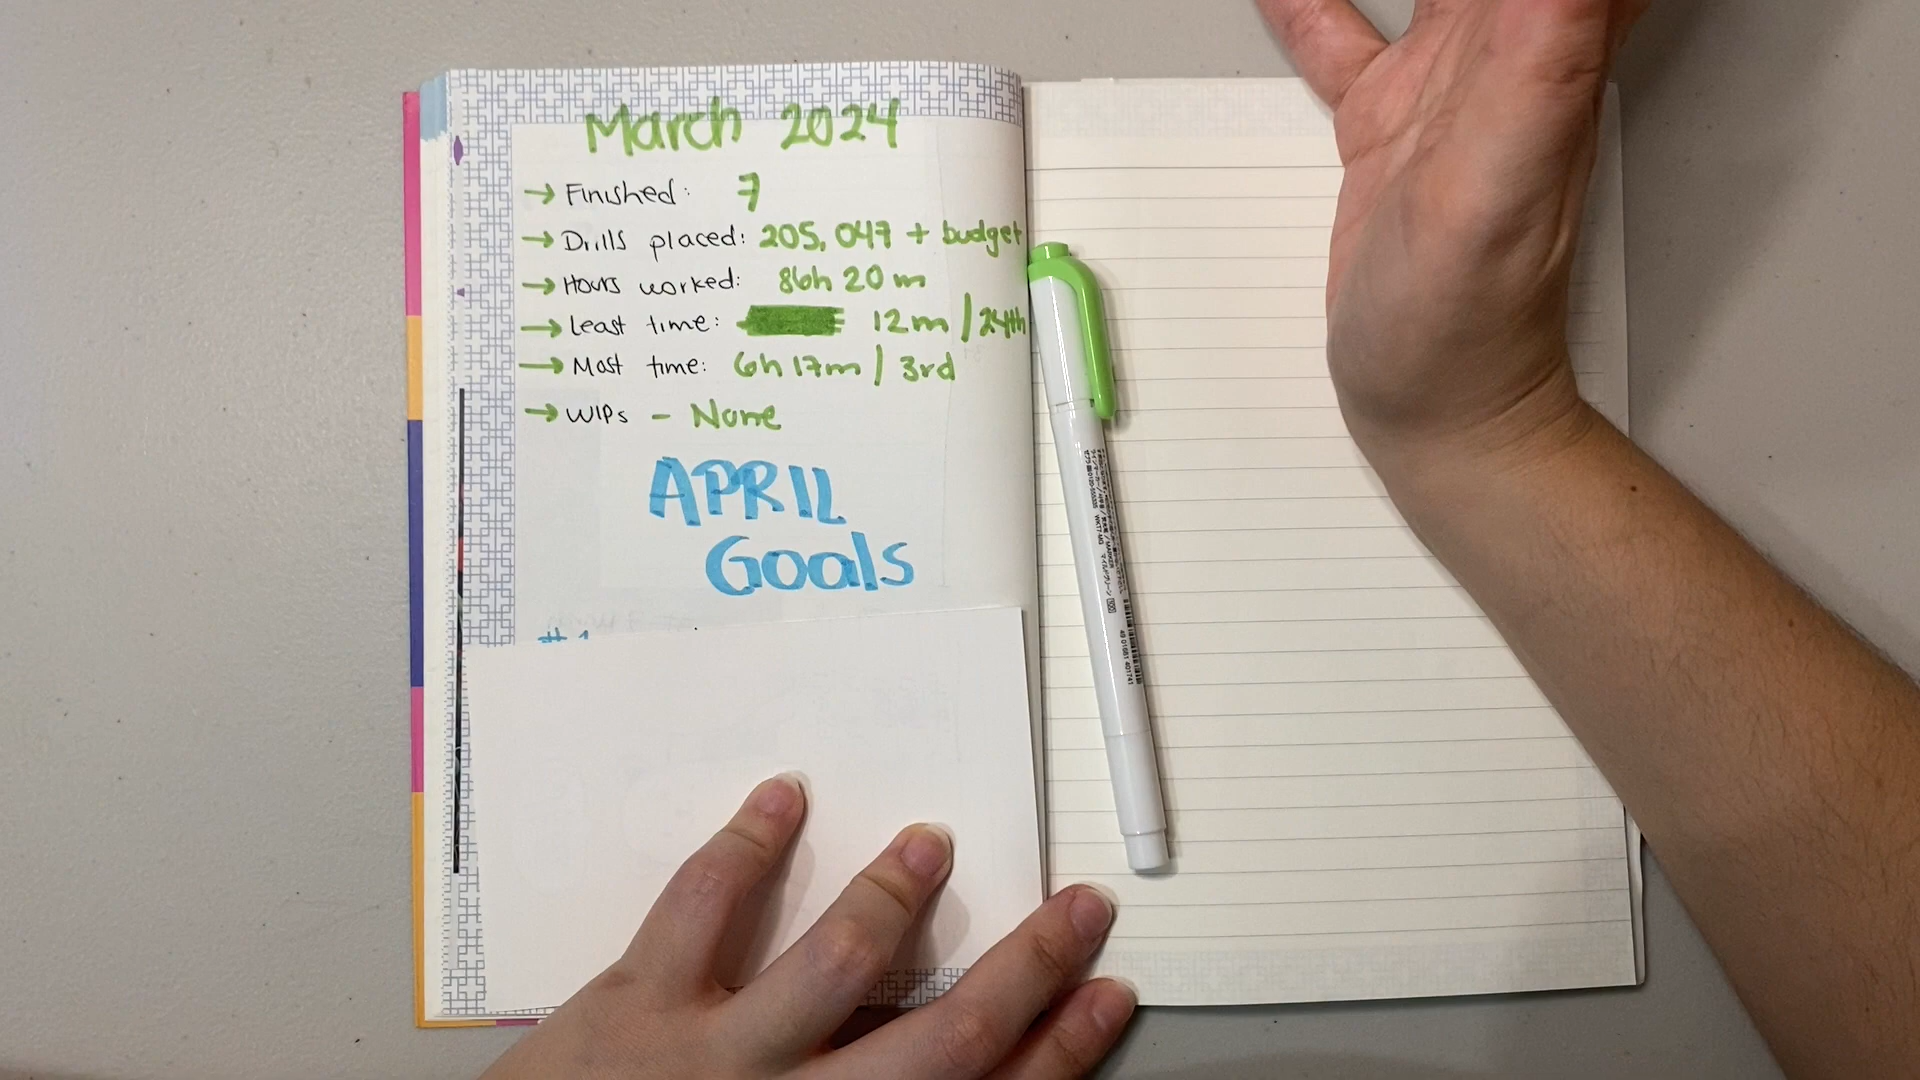 March 2024
→ Finished: 7
→ Drills placed: 205,047 + budget
→ Hours worked: 86h 20m
→ Least time: 12m / 24th
→ Most time: 6h 17m / 3rd
→ WIPs - None
APRIL
Goals
#1